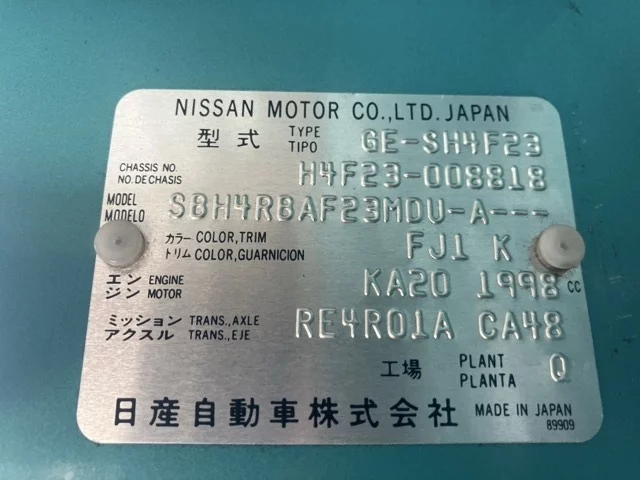 NISSAN MOTOR CO.,LTD. JAPAN
型式 TYPE TIPO GE-SH4F23
CHASSIS NO. NO. DE CHASIS H4F23-008818
MODEL MODELO S8H4R8AF23MDU-A---
カラー COLOR,TRIM トリム COLOR,GUARNICION FJ1 K
エンジン ENGINE MOTOR KA20 1998 CC
ミッション TRANS.,AXLE アクスル TRANS.,EJE RE4R01A CA48
工場 PLANT PLANTA Q
日産自動車株式会社 MADE IN JAPAN
89909